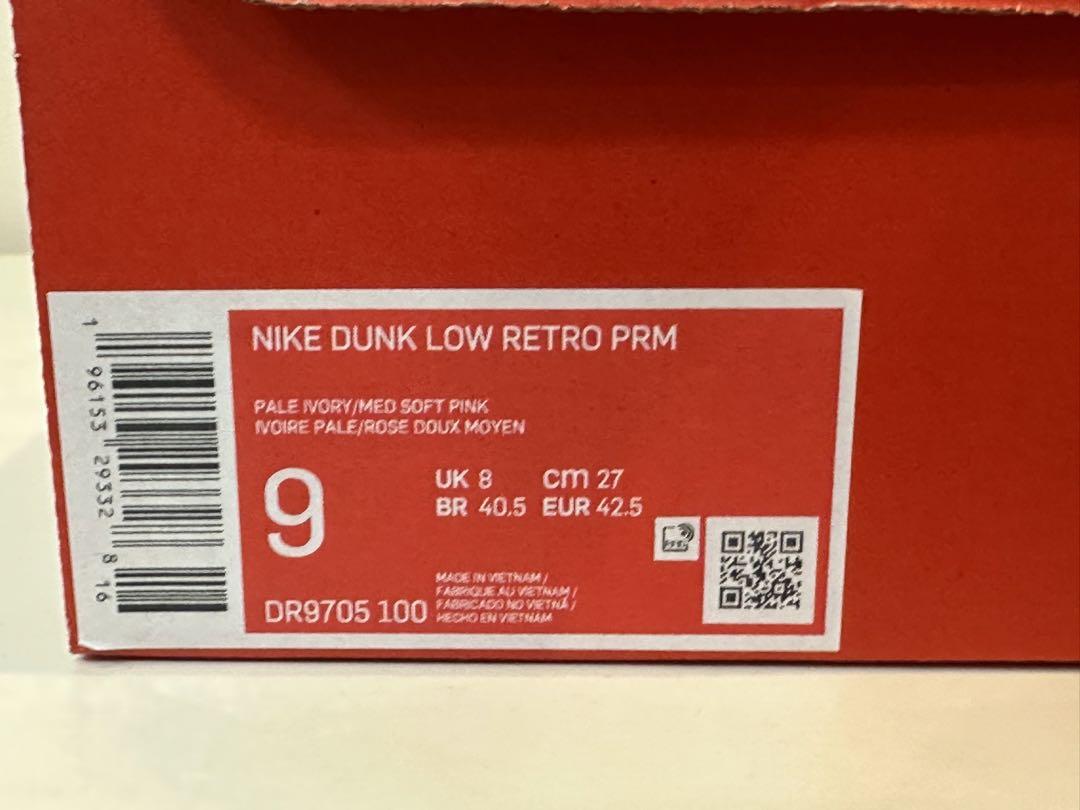 NIKE DUNK LOW RETRO PRM
PALE IVORY/MED SOFT PINK
IVOIRE PALE/ROSE DOUX MOYEN
9
UK 8 cm 27
BR 40.5 EUR 42.5
MADE IN VIETNAM /
FABRIQUE AU VIETNAM /
FABRICADO NO VIETNÃ /
HECHO EN VIETNAM
DR9705 100
1 96153 29332 8 16